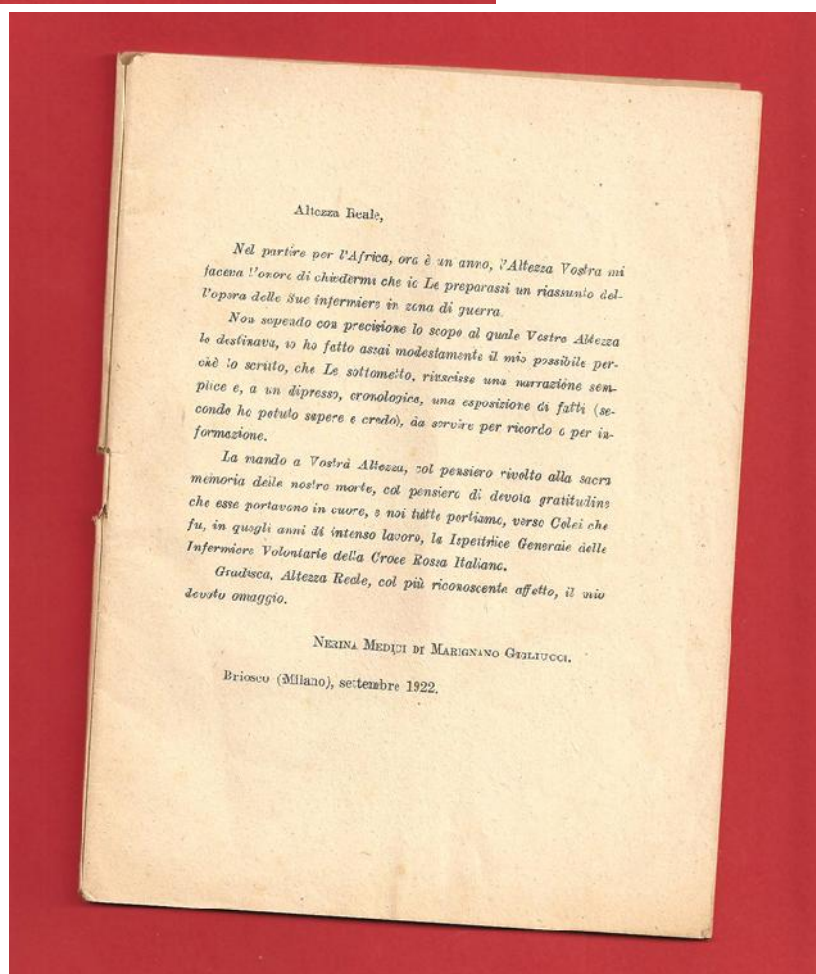 Altezza Reale,
Nel partire per l'Africa, ora è un anno, l'Altezza Vostra mi
faceva l'onore di chiedermi che io Le preparassi un riassunto del-
l'opera delle Sue infermiere in zona di guerra.
Non sapendo con precisione lo scopo al quale Vostra Altezza
lo destinava, io ho fatto assai modestamente il mio possibile per-
chè lo scritto, che Le sottometto, riuscisse una narrazione sem-
plice e, a un dipresso, cronologica, una esposizione di fatti (se-
condo ho potuto sapere e credo), da servire per ricordo o per in-
formazione.
La mando a Vostra Altezza, col pensiero rivolto alla sacra
memoria delle nostre morte, col pensiero di devota gratitudine
che esse portavano in cuore, e noi tutte portiamo, verso Colei che
fu, in quegli anni di intenso lavoro, la Ispettrice Generale delle
Infermiere Volontarie della Croce Rossa Italiana.
Gradisca, Altezza Reale, col più riconoscente affetto, il mio
devoto omaggio.
NERINA MEDICI DI MARIGNANO GIGLIUCCI.
Briosco (Milano), settembre 1922.